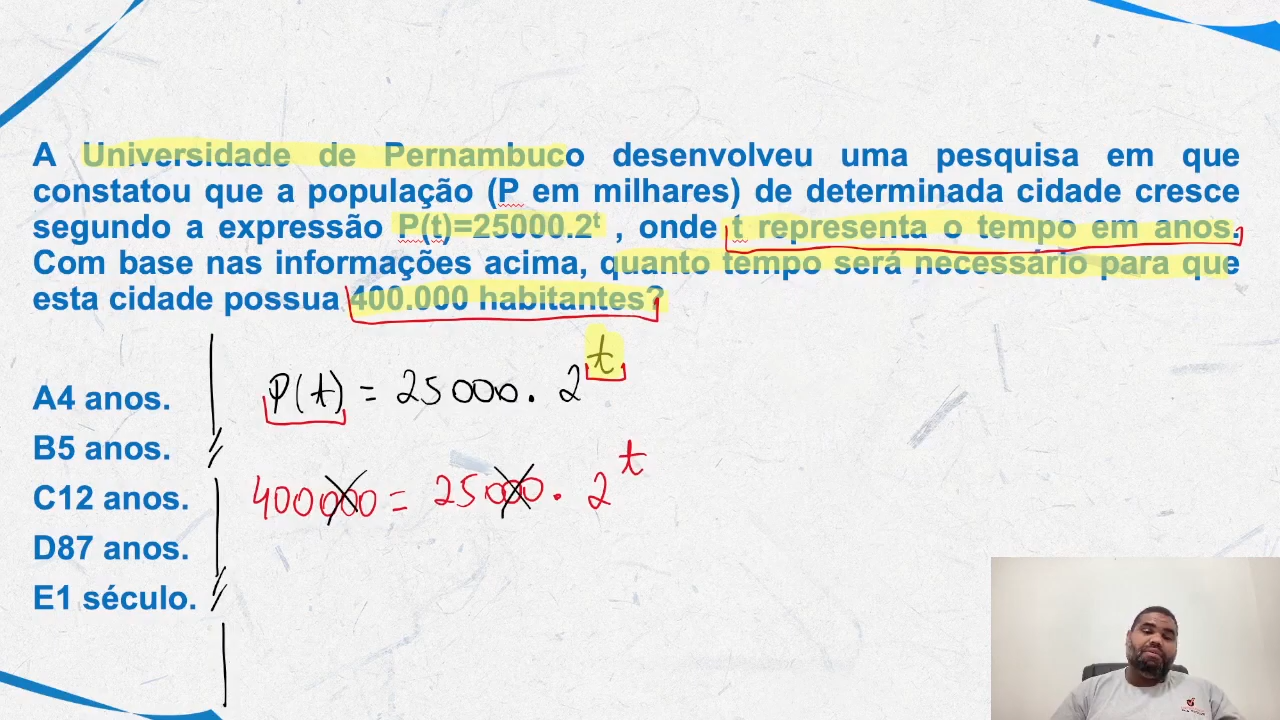 A Universidade de Pernambuco desenvolveu uma pesquisa em que
constatou que a população (P em milhares) de determinada cidade cresce
segundo a expressão P(t)=25000.2ᵗ , onde t representa o tempo em anos.
Com base nas informações acima, quanto tempo será necessário para que
esta cidade possua 400.000 habitantes?
P(t) = 25000. 2ᵗ
A4 anos.
B5 anos.
C12 anos.
400000 = 25000. 2ᵗ
D87 anos.
E1 século.